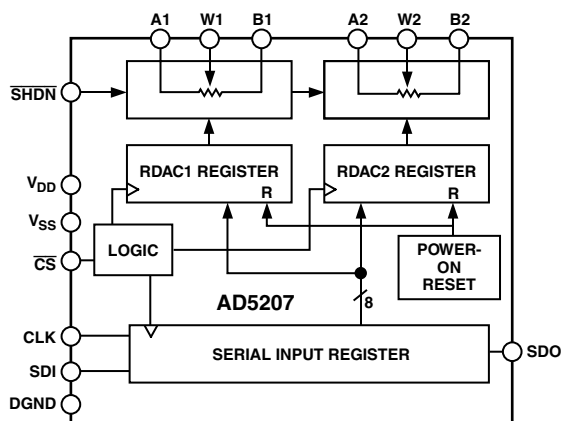 A1 W1 B1 A2 W2 B2
SHDN
RDAC1 REGISTER
R
RDAC2 REGISTER
R
VDD
VSS
CS
LOGIC
POWER-
ON
RESET
8
AD5207
CLK
SERIAL INPUT REGISTER
SDO
SDI
DGND